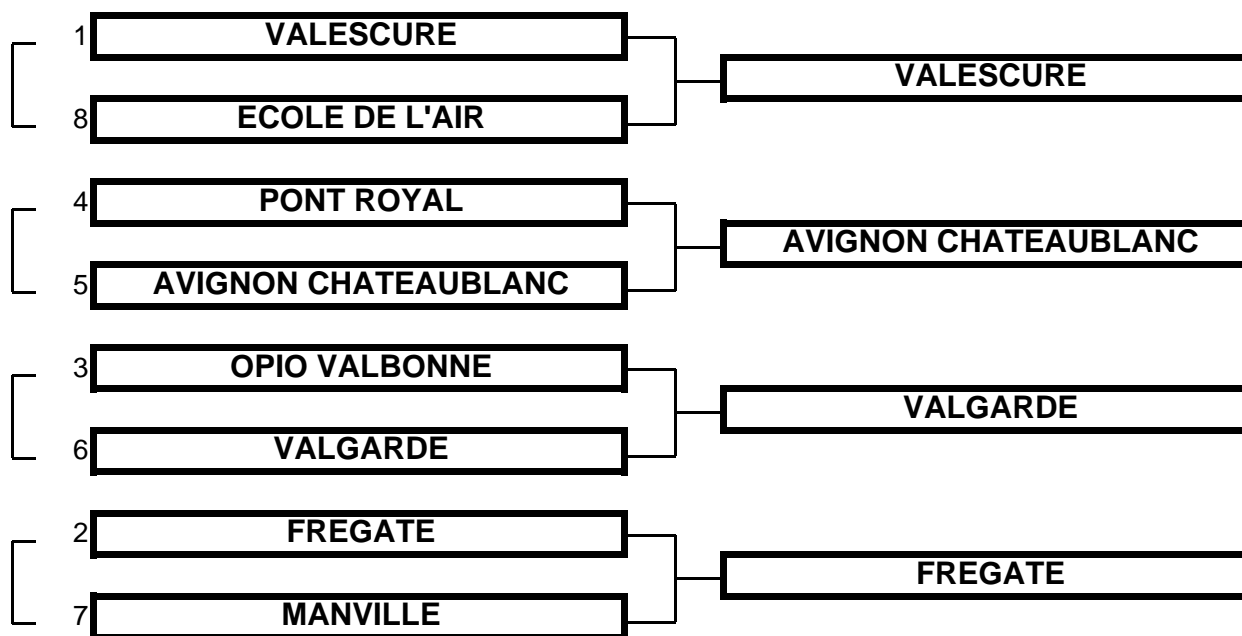 1 VALESCURE
VALESCURE
8 ECOLE DE L'AIR
4 PONT ROYAL
AVIGNON CHATEAUBLANC
5 AVIGNON CHATEAUBLANC
3 OPIO VALBONNE
VALGARDE
6 VALGARDE
2 FREGATE
FREGATE
7 MANVILLE